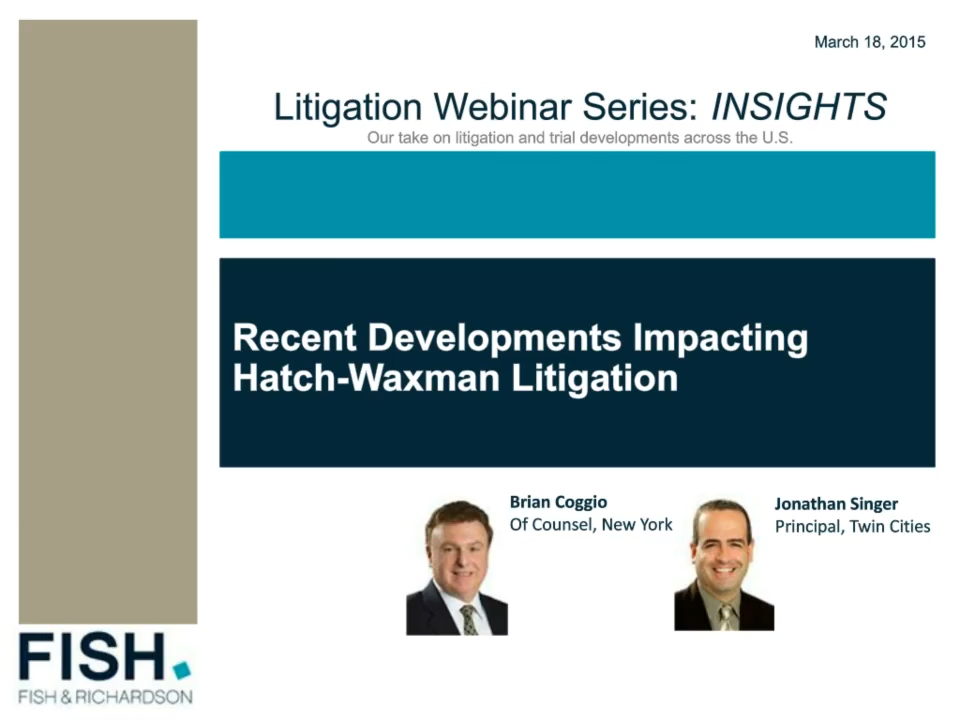 March 18, 2015
Litigation Webinar Series: INSIGHTS
Our take on litigation and trial developments across the U.S.
Recent Developments Impacting
Hatch-Waxman Litigation
Brian Coggio
Of Counsel, New York
Jonathan Singer
Principal, Twin Cities
FISH.
FISH & RICHARDSON